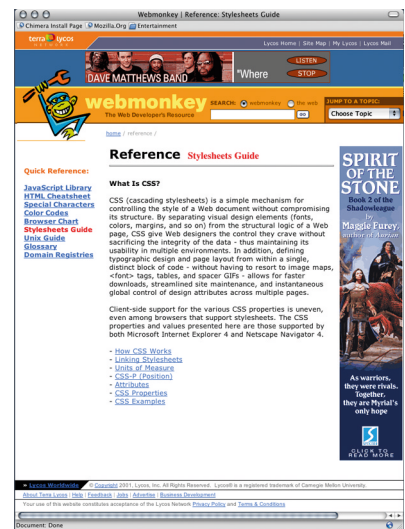 Webmonkey | Reference: Stylesheets Guide
Chimera Install Page Mozilla.Org Entertainment
terra Lycos
NETWORK
Lycos Home | Site Map | My Lycos | Lycos Mail
DAVE MATTHEWS BAND
"Where
LISTEN
STOP
webmonkey
The Web Developer's Resource
SEARCH: webmonkey the web
GO
JUMP TO A TOPIC:
Choose Topic
home / reference /
Reference Stylesheets Guide
Quick Reference:
JavaScript Library
HTML Cheatsheet
Special Characters
Color Codes
Browser Chart
Stylesheets Guide
Unix Guide
Glossary
Domain Registries
What Is CSS?
CSS (cascading stylesheets) is a simple mechanism for
controlling the style of a Web document without compromising
its structure. By separating visual design elements (fonts,
colors, margins, and so on) from the structural logic of a Web
page, CSS give Web designers the control they crave without
sacrificing the integrity of the data - thus maintaining its
usability in multiple environments. In addition, defining
typographic design and page layout from within a single,
distinct block of code - without having to resort to image maps,
<font> tags, tables, and spacer GIFs - allows for faster
downloads, streamlined site maintenance, and instantaneous
global control of design attributes across multiple pages.
Client-side support for the various CSS properties is uneven,
even among browsers that support stylesheets. The CSS
properties and values presented here are those supported by
both Microsoft Internet Explorer 4 and Netscape Navigator 4.
- How CSS Works
- Linking Stylesheets
- Units of Measure
- CSS-P (Position)
- Attributes
- CSS Properties
- CSS Examples
SPIRIT
OF THE
STONE
Book 2 of the
Shadowleague
by
Maggie Furey,
author of Aurian
As warriors,
they were rivals.
Together,
they are Myrial's
only hope
CLICK TO
READ MORE
» Lycos Worldwide © Copyright 2001, Lycos, Inc. All Rights Reserved. Lycos® is a registered trademark of Carnegie Mellon University.
About Terra Lycos | Help | Feedback | Jobs | Advertise | Business Development
Your use of this website constitutes acceptance of the Lycos Network Privacy Policy and Terms & Conditions
Document: Done